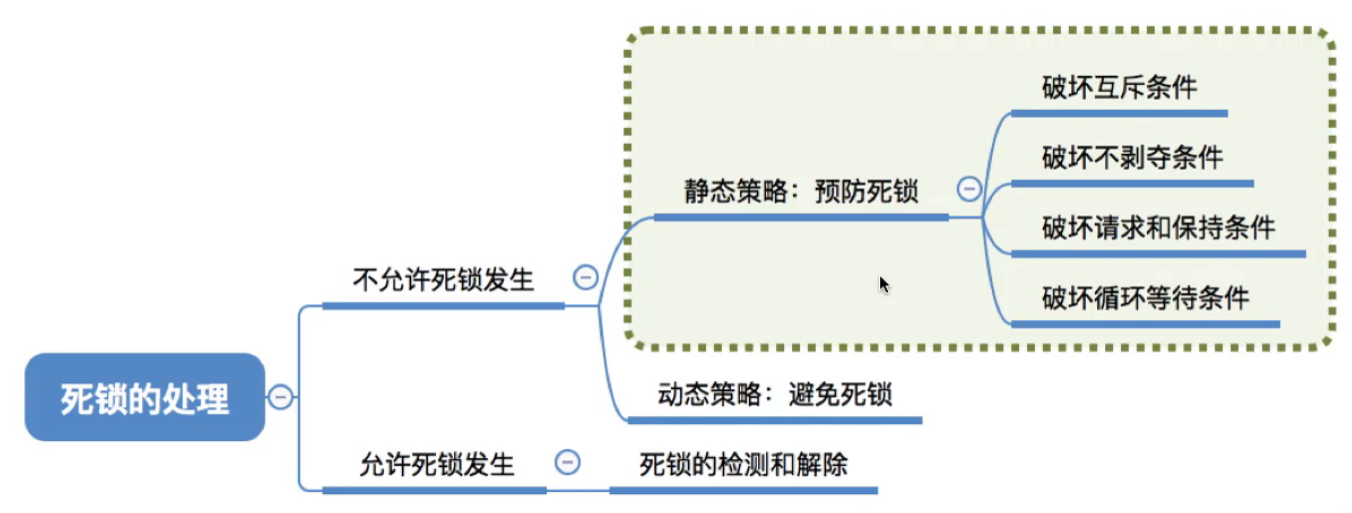 破坏互斥条件
破坏不剥夺条件
静态策略：预防死锁
破坏请求和保持条件
不允许死锁发生
破坏循环等待条件
死锁的处理
动态策略：避免死锁
允许死锁发生
死锁的检测和解除